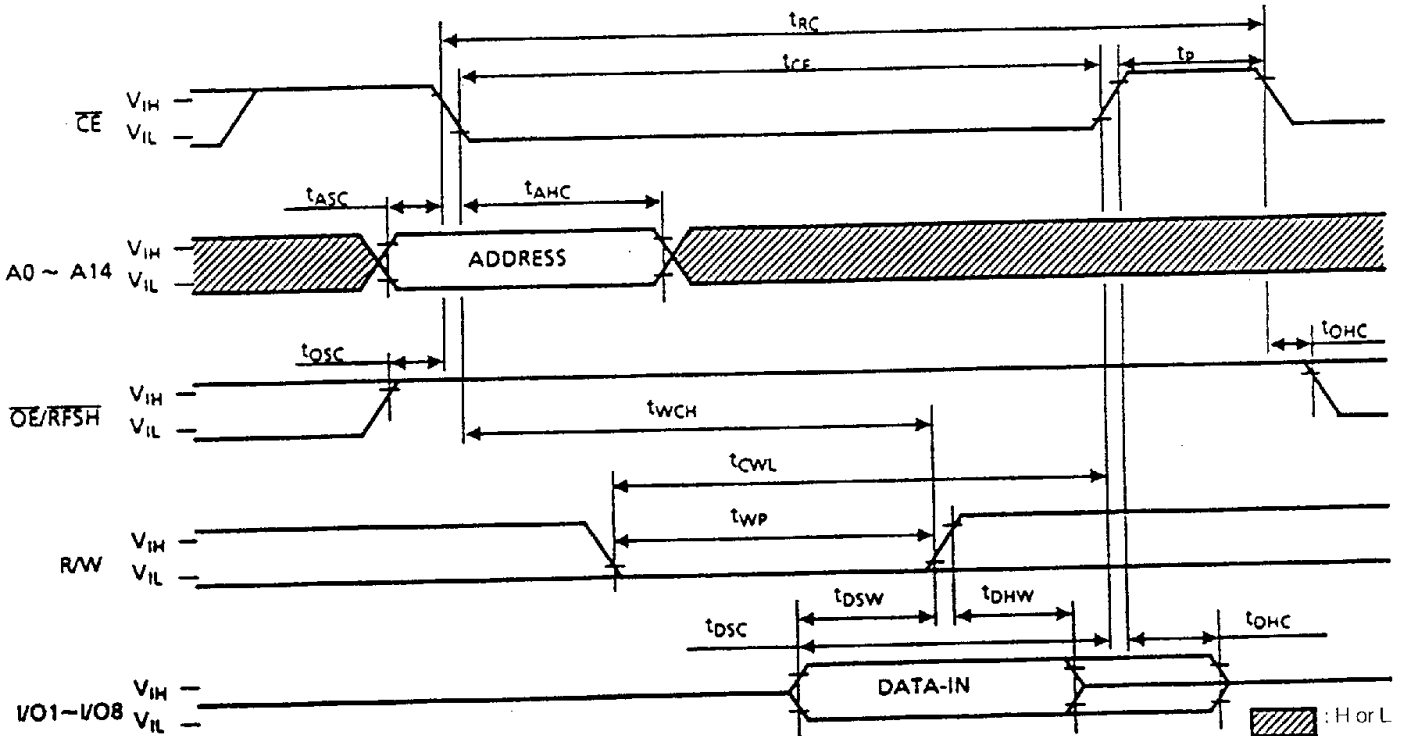 tRC
tCE
tP
CE
VIH
VIL
tASC
tAHC
A0 ~ A14
VIH
VIL
ADDRESS
tOSC
tOHC
OE/RFSH
VIH
VIL
tWCH
tCWL
tWP
R/W
VIH
VIL
tDSW
tDHW
tDSC
tDHC
I/O1~I/O8
VIH
VIL
DATA-IN
: H or L